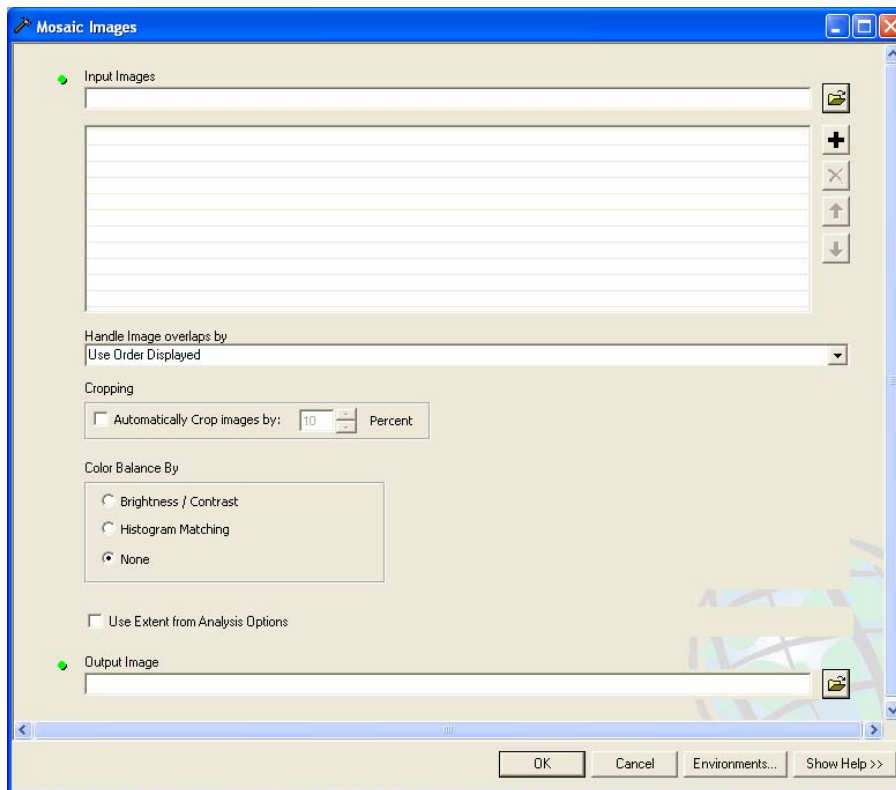 Mosaic Images
Input Images
Handle Image overlaps by
Use Order Displayed
Cropping
Automatically Crop images by: 10 Percent
Color Balance By
Brightness / Contrast
Histogram Matching
None
Use Extent from Analysis Options
Output Image
OK Cancel Environments... Show Help >>